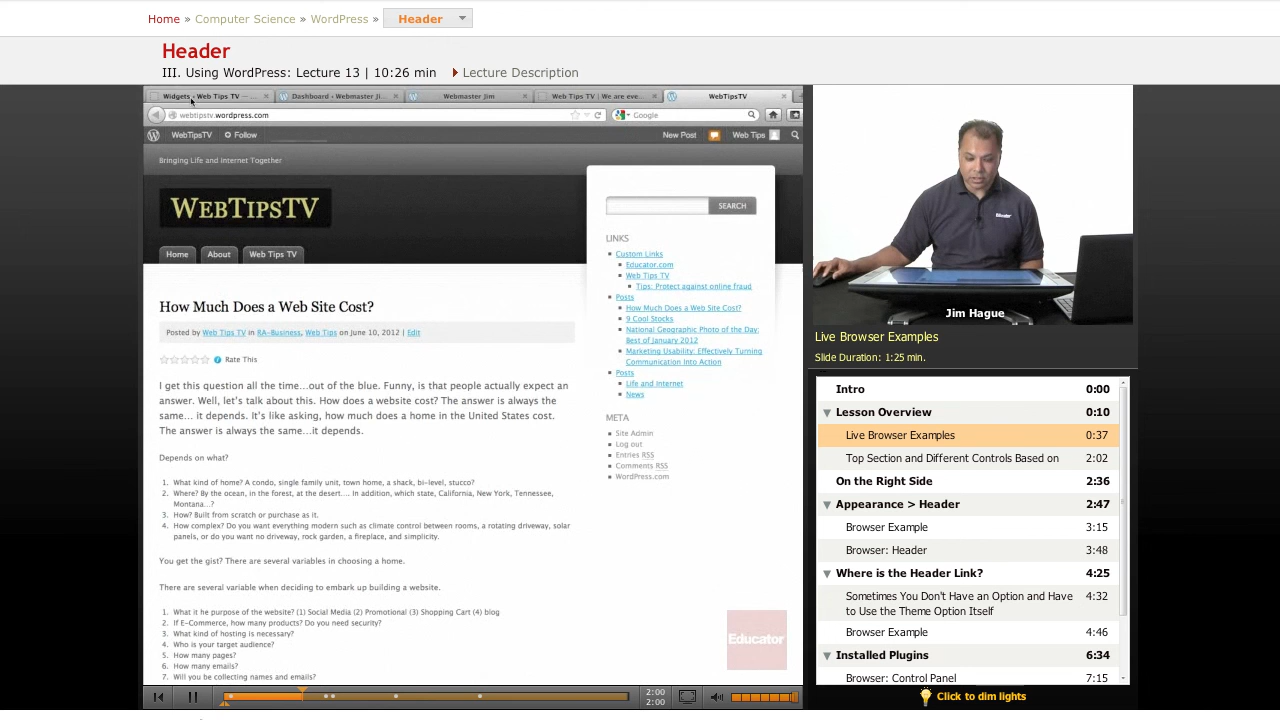 Home » Computer Science » WordPress » Header
Header
III. Using WordPress: Lecture 13 | 10:26 min Lecture Description
Widgets ‹ Web Tips TV — ... Dashboard ‹ Webmaster Ji... Webmaster Jim Web Tips TV | We are eve... WebTipsTV
webtipstv.wordpress.com Google
WebTipsTV Follow New Post Web Tips
Bringing Life and Internet Together
WEBTIPSTV
SEARCH
Home About Web Tips TV
LINKS
Custom Links
Educator.com
Web Tips TV
Tips: Protect against online fraud
Posts
How Much Does a Web Site Cost?
9 Cool Stocks
National Geographic Photo of the Day:
Best of January 2012
Marketing Usability: Effectively Turning
Communication Into Action
Posts
Life and Internet
News
META
Site Admin
Log out
Entries RSS
Comments RSS
WordPress.com
How Much Does a Web Site Cost?
Posted by Web Tips TV in RA-Business, Web Tips on June 10, 2012 | Edit
Rate This
I get this question all the time...out of the blue. Funny, is that people actually expect an
answer. Well, let's talk about this. How does a website cost? The answer is always the
same... it depends. It's like asking, how much does a home in the United States cost.
The answer is always the same...it depends.
Depends on what?
1. What kind of home? A condo, single family unit, town home, a shack, bi-level, stucco?
2. Where? By the ocean, in the forest, at the desert.... In addition, which state, California, New York, Tennessee,
Montana...?
3. How? Built from scratch or purchase as it.
4. How complex? Do you want everything modern such as climate control between rooms, a rotating driveway, solar
panels, or do you want no driveway, rock garden, a fireplace, and simplicity.
You get the gist? There are several variables in choosing a home.
There are several variable when deciding to embark up building a website.
1. What it he purpose of the website? (1) Social Media (2) Promotional (3) Shopping Cart (4) blog
2. If E-Commerce, how many products? Do you need security?
3. What kind of hosting is necessary?
4. Who is your target audience?
5. How many pages?
6. How many emails?
7. Will you be collecting names and emails?
Educator
2:00
2:00
Educator
Jim Hague
Live Browser Examples
Slide Duration: 1:25 min.
Intro 0:00
Lesson Overview 0:10
Live Browser Examples 0:37
Top Section and Different Controls Based on 2:02
On the Right Side 2:36
Appearance > Header 2:47
Browser Example 3:15
Browser: Header 3:48
Where is the Header Link? 4:25
Sometimes You Don't Have an Option and Have 4:32
to Use the Theme Option Itself
Browser Example 4:46
Installed Plugins 6:34
Browser: Control Panel 7:15
Click to dim lights